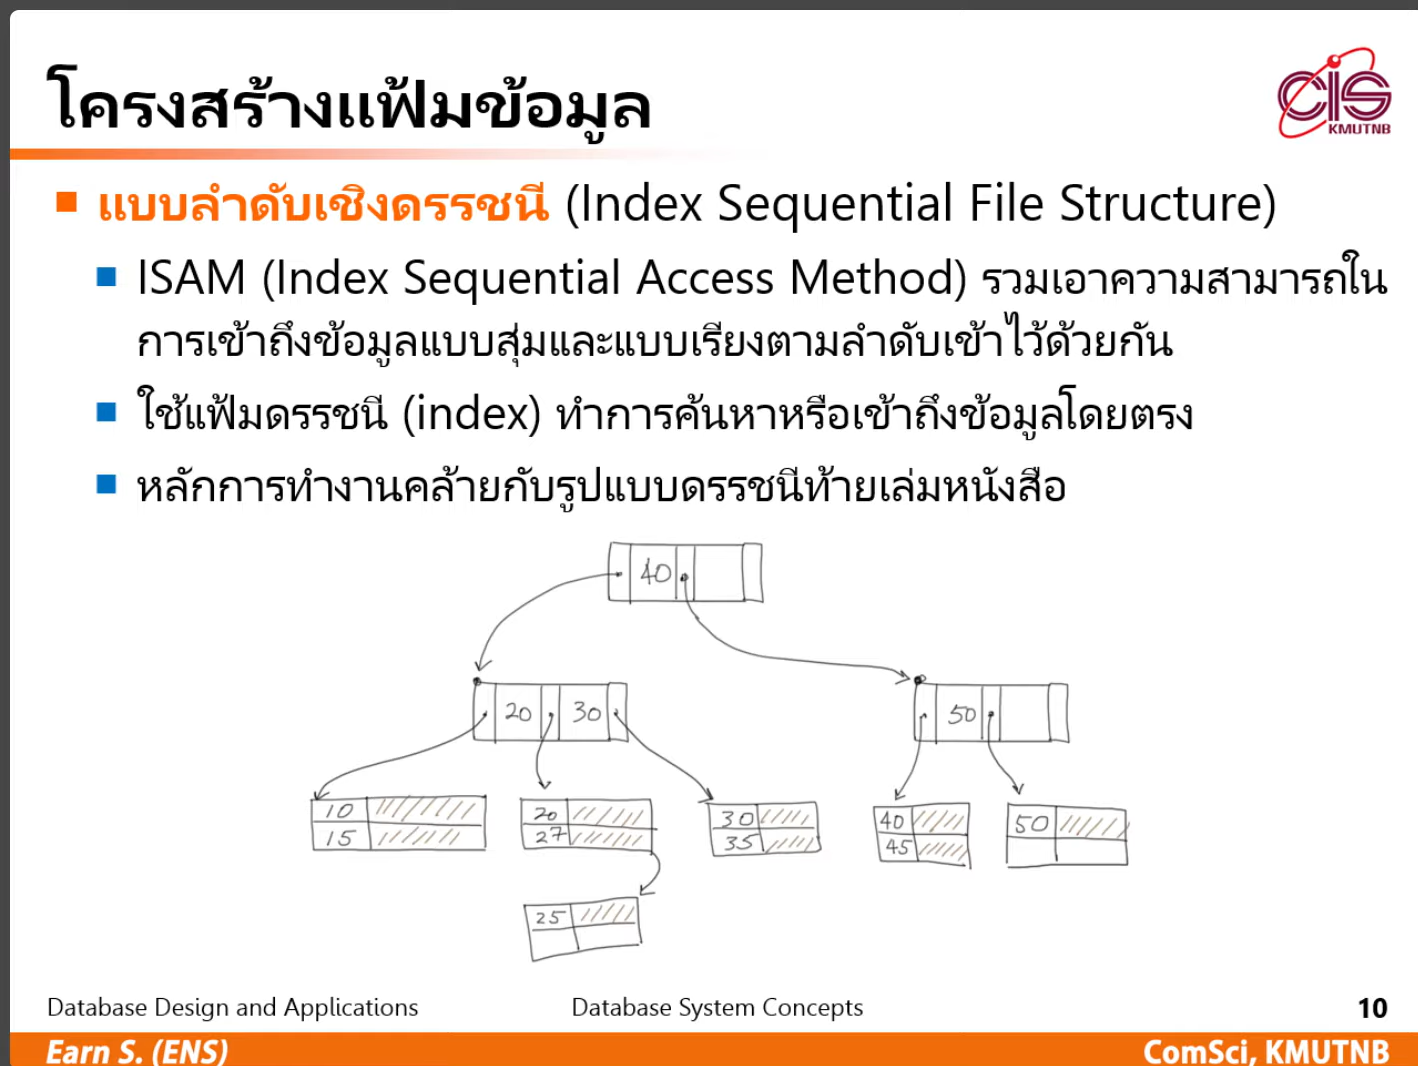 โครงสร้างแฟ้มข้อมูล
CIS
KMUTNB
แบบลำดับเชิงดรรชนี (Index Sequential File Structure)
ISAM (Index Sequential Access Method) รวมเอาความสามารถใน
การเข้าถึงข้อมูลแบบสุ่มและแบบเรียงตามลำดับเข้าไว้ด้วยกัน
ใช้แฟ้มดรรชนี (index) ทำการค้นหาหรือเข้าถึงข้อมูลโดยตรง
หลักการทำงานคล้ายกับรูปแบบดรรชนีท้ายเล่มหนังสือ
40
20 30
50
10
15
20
27
30
35
40
45
50
25
Database Design and Applications
Database System Concepts
10
Earn S. (ENS)
ComSci, KMUTNB